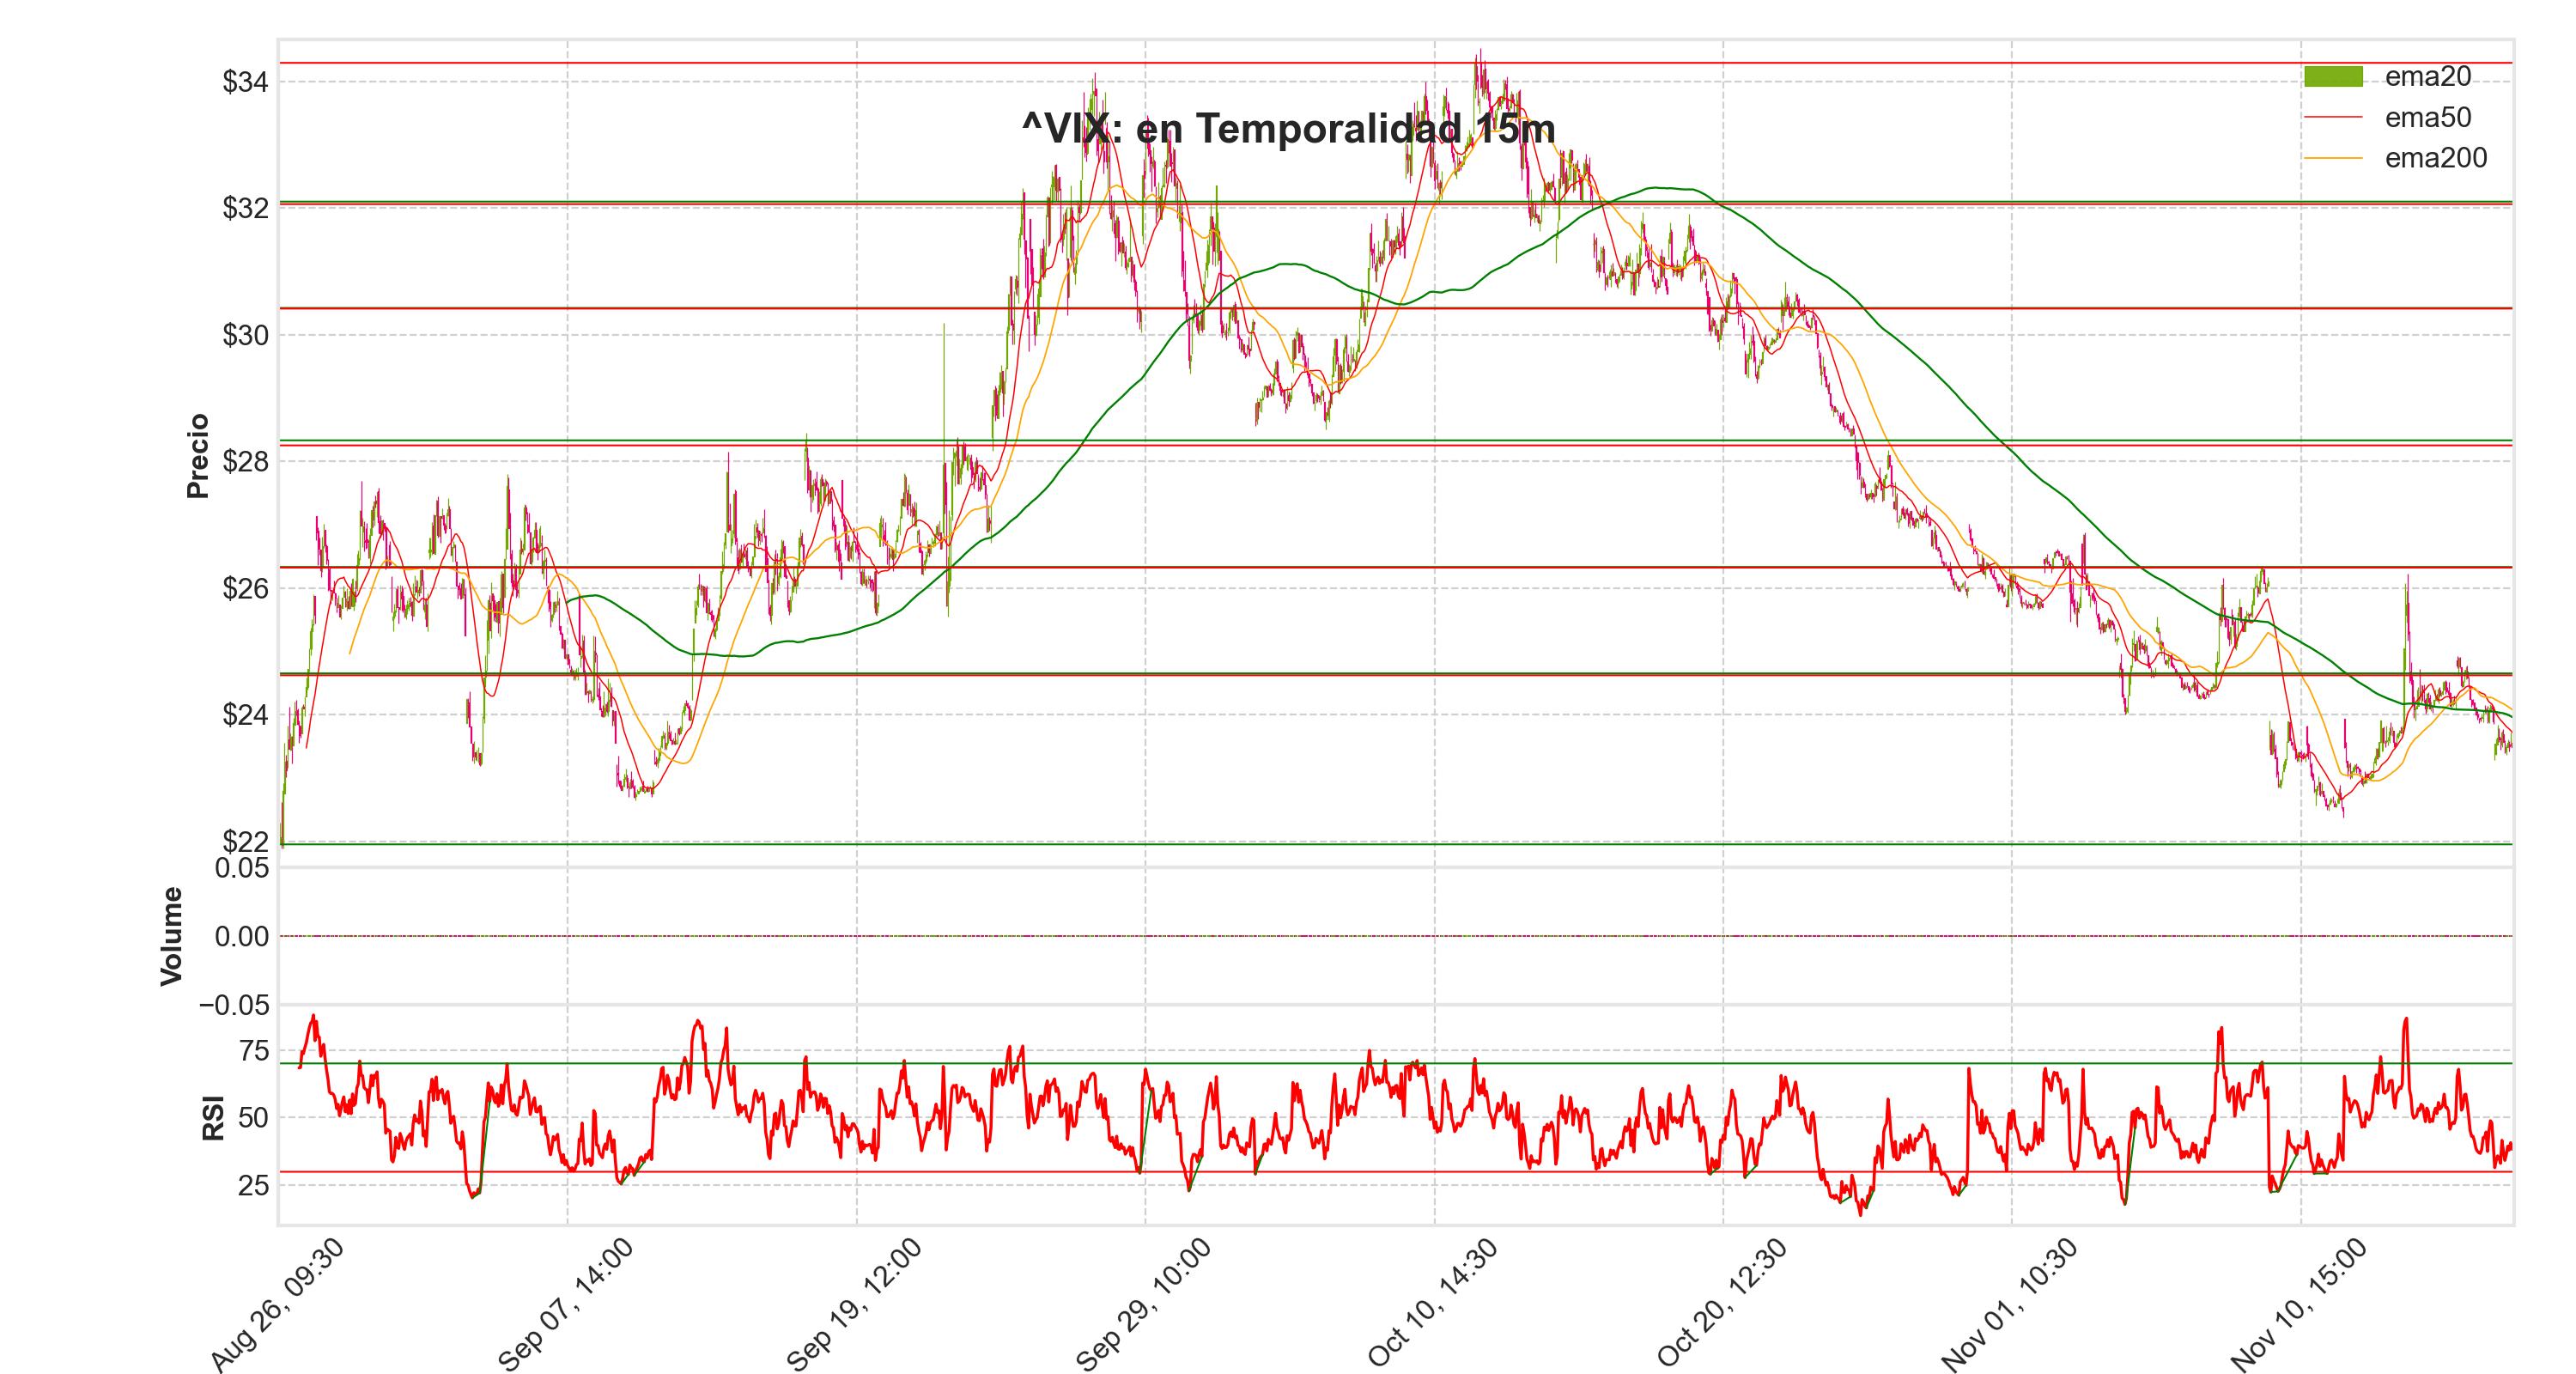 ^VIX: en Temporalidad 15m
ema20
ema50
ema200
Precio
$34
$32
$30
$28
$26
$24
$22
Volume
0.05
0.00
−0.05
RSI
75
50
25
Aug 26, 09:30
Sep 07, 14:00
Sep 19, 12:00
Sep 29, 10:00
Oct 10, 14:30
Oct 20, 12:30
Nov 01, 10:30
Nov 10, 15:00